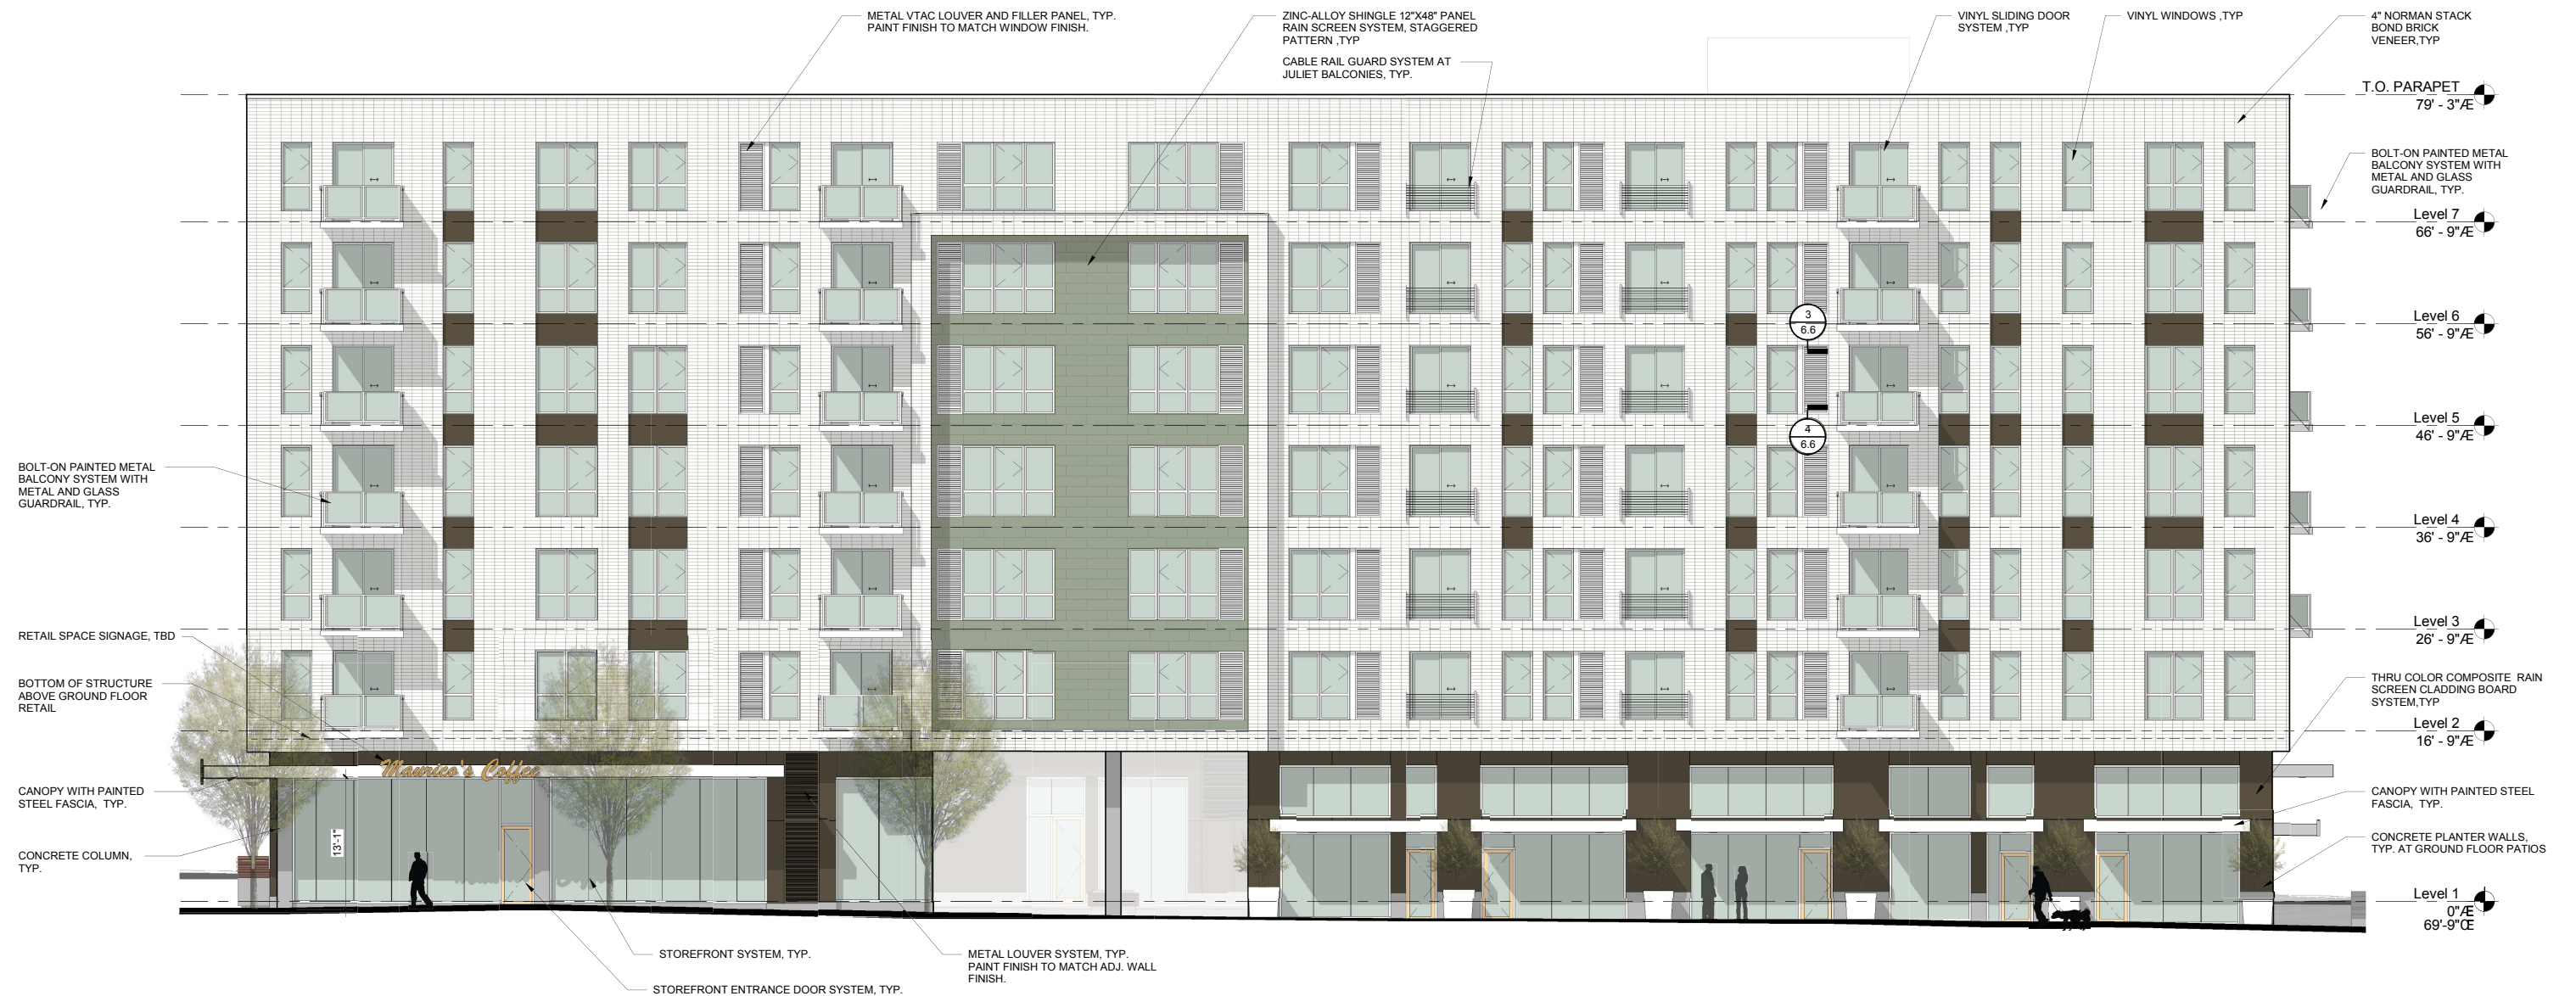 METAL VTAC LOUVER AND FILLER PANEL, TYP.
PAINT FINISH TO MATCH WINDOW FINISH.
ZINC-ALLOY SHINGLE 12"X48" PANEL
RAIN SCREEN SYSTEM, STAGGERED
PATTERN ,TYP
CABLE RAIL GUARD SYSTEM AT
JULIET BALCONIES, TYP.
VINYL SLIDING DOOR
SYSTEM ,TYP
VINYL WINDOWS ,TYP
4" NORMAN STACK
BOND BRICK
VENEER,TYP
T.O. PARAPET
79' - 3"Æ
BOLT-ON PAINTED METAL
BALCONY SYSTEM WITH
METAL AND GLASS
GUARDRAIL, TYP.
Level 7
66' - 9"Æ
3
6.6
Level 6
56' - 9"Æ
4
6.6
Level 5
46' - 9"Æ
BOLT-ON PAINTED METAL
BALCONY SYSTEM WITH
METAL AND GLASS
GUARDRAIL, TYP.
Level 4
36' - 9"Æ
Level 3
26' - 9"Æ
RETAIL SPACE SIGNAGE, TBD
BOTTOM OF STRUCTURE
ABOVE GROUND FLOOR
RETAIL
THRU COLOR COMPOSITE RAIN
SCREEN CLADDING BOARD
SYSTEM,TYP
Level 2
16' - 9"Æ
Maurico's Coffee
CANOPY WITH PAINTED
STEEL FASCIA, TYP.
CANOPY WITH PAINTED STEEL
FASCIA, TYP.
13'-1"
CONCRETE COLUMN,
TYP.
CONCRETE PLANTER WALLS,
TYP. AT GROUND FLOOR PATIOS
Level 1
0"Æ
69'-9"Œ
STOREFRONT SYSTEM, TYP.
METAL LOUVER SYSTEM, TYP.
PAINT FINISH TO MATCH ADJ. WALL
FINISH.
STOREFRONT ENTRANCE DOOR SYSTEM, TYP.